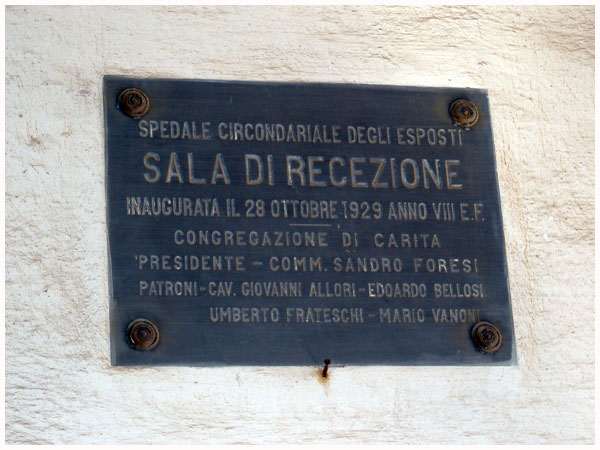 SPEDALE CIRCONDARIALE DEGLI ESPOSTI
SALA DI RECEZIONE
INAUGURATA IL 28 OTTOBRE 1929 ANNO VIII E.F.
CONGREGAZIONE DI CARITA
PRESIDENTE - COMM. SANDRO FORESI
PATRONI - CAV. GIOVANNI ALLORI - EDOARDO BELLOSI
UMBERTO FRATESCHI - MARIO VANONI